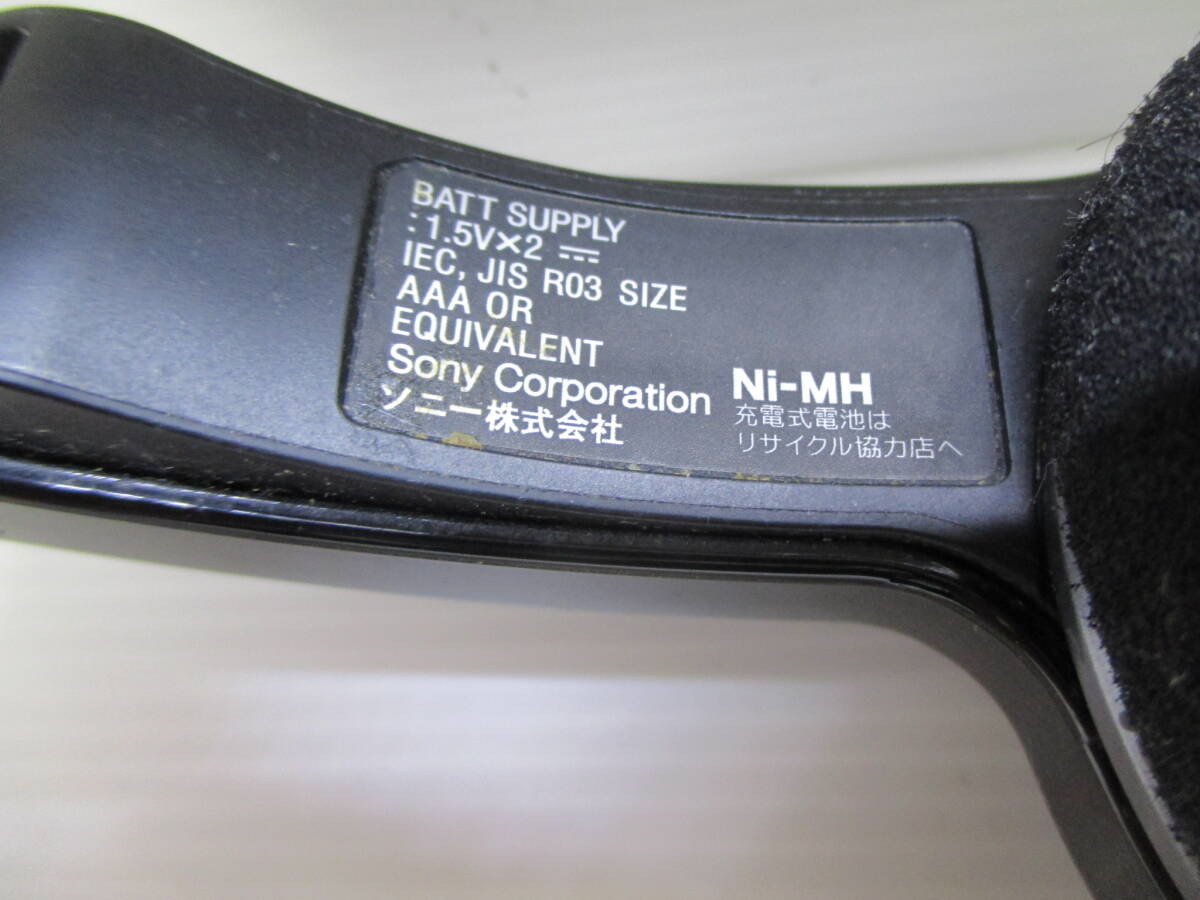 BATT SUPPLY
: 1.5V×2 ⎓
IEC, JIS R03 SIZE
AAA OR
EQUIVALENT
Sony Corporation
ソニー株式会社
Ni-MH
充電式電池は
リサイクル協力店へ